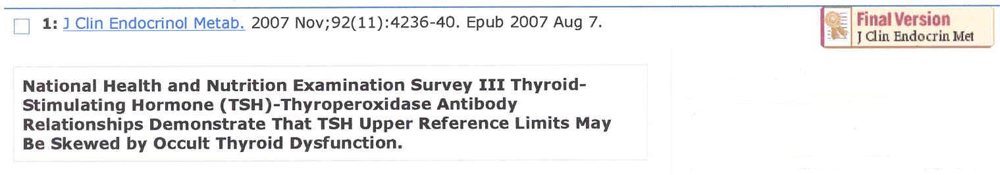 1: J Clin Endocrinol Metab. 2007 Nov;92(11):4236-40. Epub 2007 Aug 7.
Final Version
J Clin Endocrin Met
National Health and Nutrition Examination Survey III Thyroid-
Stimulating Hormone (TSH)-Thyroperoxidase Antibody
Relationships Demonstrate That TSH Upper Reference Limits May
Be Skewed by Occult Thyroid Dysfunction.